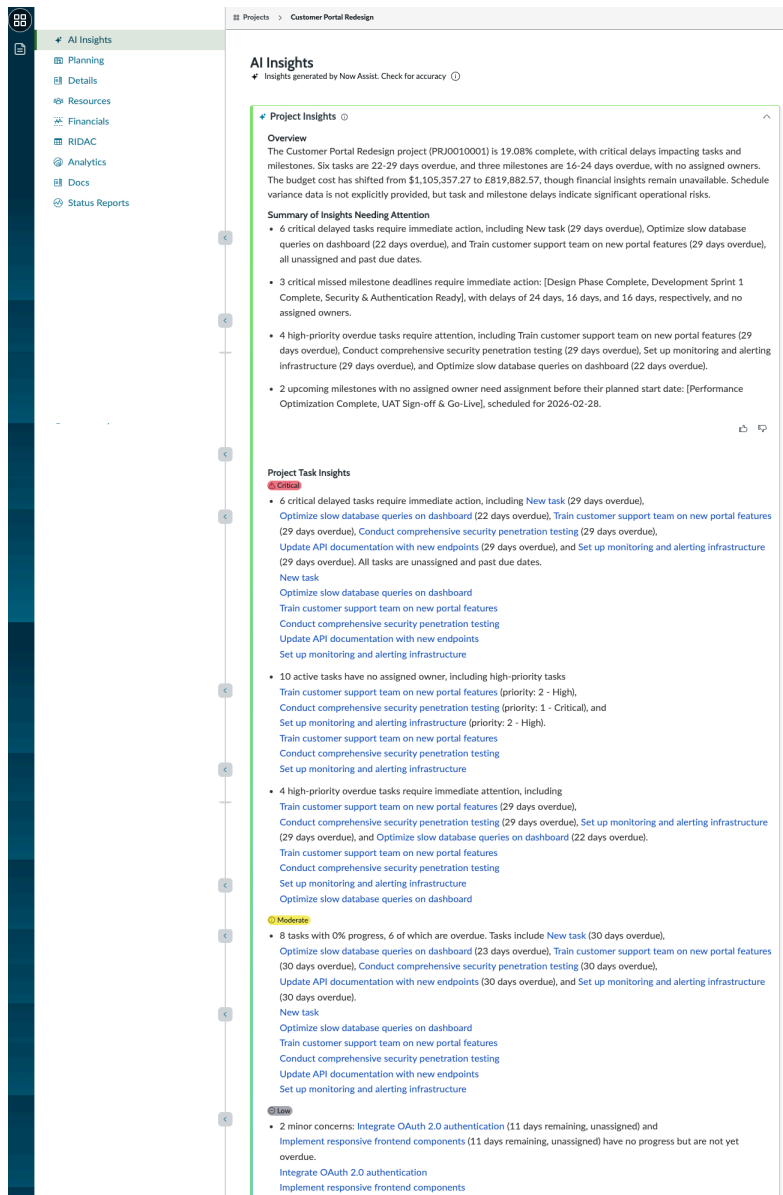 Projects > Customer Portal Redesign
AI Insights
Planning
Details
Resources
Financials
RIDAC
Analytics
Docs
Status Reports
AI Insights
Insights generated by Now Assist. Check for accuracy
Project Insights
Overview
The Customer Portal Redesign project (PRJ0010001) is 19.08% complete, with critical delays impacting tasks and
milestones. Six tasks are 22-29 days overdue, and three milestones are 16-24 days overdue, with no assigned owners.
The budget cost has shifted from $1,105,357.27 to £819,882.57, though financial insights remain unavailable. Schedule
variance data is not explicitly provided, but task and milestone delays indicate significant operational risks.
Summary of Insights Needing Attention
• 6 critical delayed tasks require immediate action, including New task (29 days overdue), Optimize slow database
queries on dashboard (22 days overdue), and Train customer support team on new portal features (29 days overdue),
all unassigned and past due dates.
• 3 critical missed milestone deadlines require immediate action: [Design Phase Complete, Development Sprint 1
Complete, Security & Authentication Ready], with delays of 24 days, 16 days, and 16 days, respectively, and no
assigned owners.
• 4 high-priority overdue tasks require attention, including Train customer support team on new portal features (29
days overdue), Conduct comprehensive security penetration testing (29 days overdue), Set up monitoring and alerting
infrastructure (29 days overdue), and Optimize slow database queries on dashboard (22 days overdue).
• 2 upcoming milestones with no assigned owner need assignment before their planned start date: [Performance
Optimization Complete, UAT Sign-off & Go-Live], scheduled for 2026-02-28.
Project Task Insights
Critical
• 6 critical delayed tasks require immediate action, including New task (29 days overdue),
Optimize slow database queries on dashboard (22 days overdue), Train customer support team on new portal features
(29 days overdue), Conduct comprehensive security penetration testing (29 days overdue),
Update API documentation with new endpoints (29 days overdue), and Set up monitoring and alerting infrastructure
(29 days overdue). All tasks are unassigned and past due dates.
New task
Optimize slow database queries on dashboard
Train customer support team on new portal features
Conduct comprehensive security penetration testing
Update API documentation with new endpoints
Set up monitoring and alerting infrastructure
• 10 active tasks have no assigned owner, including high-priority tasks
Train customer support team on new portal features (priority: 2 - High),
Conduct comprehensive security penetration testing (priority: 1 - Critical), and
Set up monitoring and alerting infrastructure (priority: 2 - High).
Train customer support team on new portal features
Conduct comprehensive security penetration testing
Set up monitoring and alerting infrastructure
• 4 high-priority overdue tasks require immediate attention, including
Train customer support team on new portal features (29 days overdue),
Conduct comprehensive security penetration testing (29 days overdue), Set up monitoring and alerting infrastructure
(29 days overdue), and Optimize slow database queries on dashboard (22 days overdue).
Train customer support team on new portal features
Conduct comprehensive security penetration testing
Set up monitoring and alerting infrastructure
Optimize slow database queries on dashboard
Moderate
• 8 tasks with 0% progress, 6 of which are overdue. Tasks include New task (30 days overdue),
Optimize slow database queries on dashboard (23 days overdue), Train customer support team on new portal features
(30 days overdue), Conduct comprehensive security penetration testing (30 days overdue),
Update API documentation with new endpoints (30 days overdue), and Set up monitoring and alerting infrastructure
(30 days overdue).
New task
Optimize slow database queries on dashboard
Train customer support team on new portal features
Conduct comprehensive security penetration testing
Update API documentation with new endpoints
Set up monitoring and alerting infrastructure
Low
• 2 minor concerns: Integrate OAuth 2.0 authentication (11 days remaining, unassigned) and
Implement responsive frontend components (11 days remaining, unassigned) have no progress but are not yet
overdue.
Integrate OAuth 2.0 authentication
Implement responsive frontend components